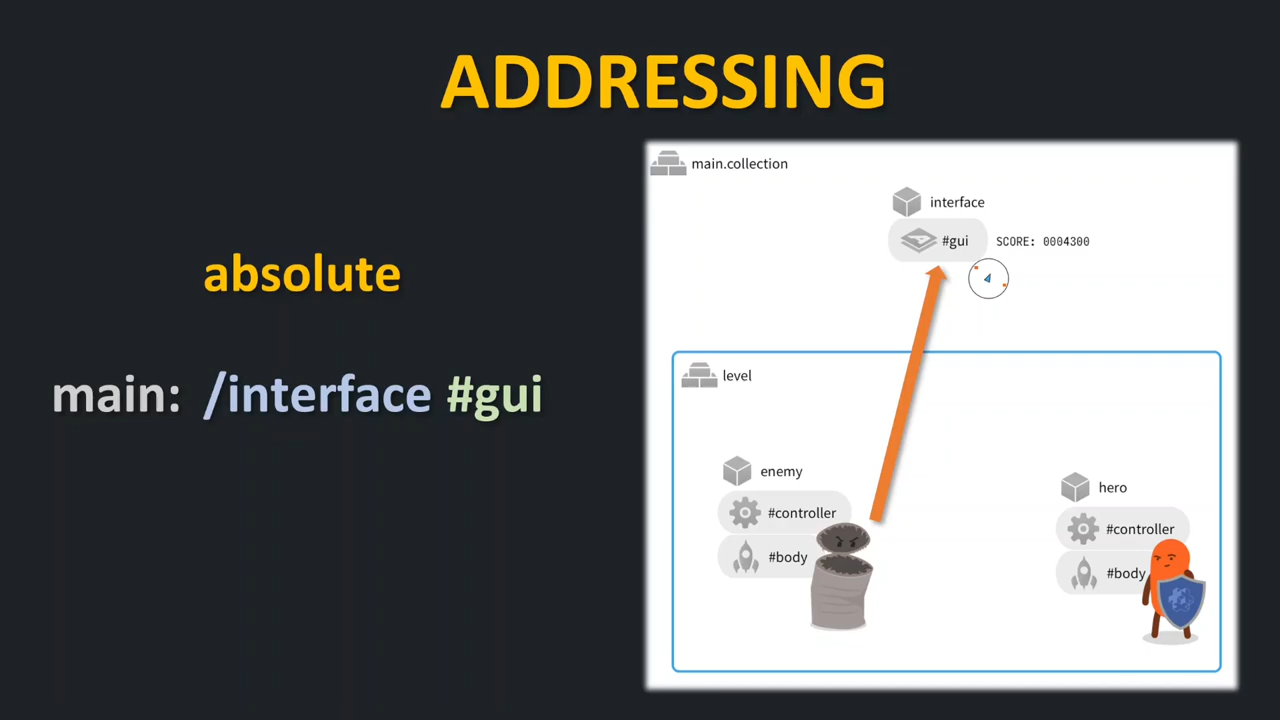 ADDRESSING
absolute
main: /interface #gui
main.collection
interface
#gui
SCORE: 0004300
level
enemy
#controller
#body
hero
#controller
#body